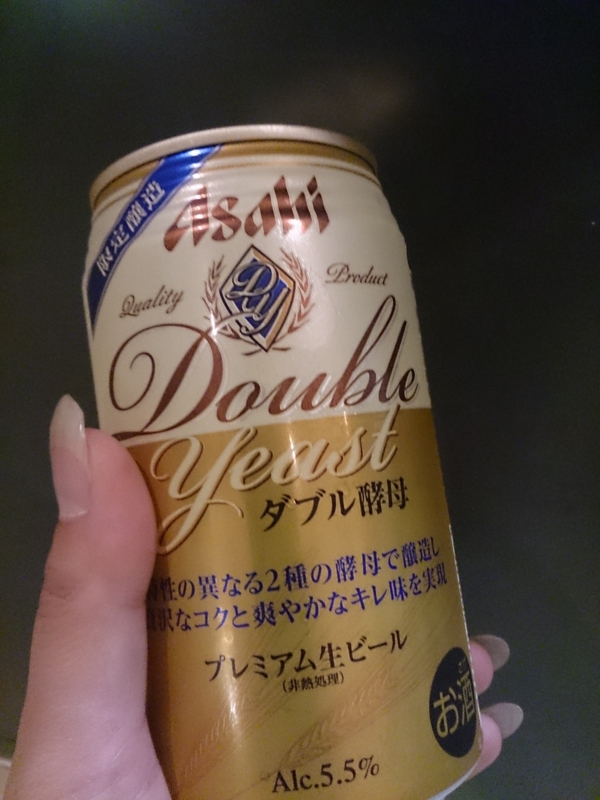 限定醸造
Asahi
Quality
Product
DY
Double
Yeast
ダブル酵母
性の異なる2種の酵母で醸造し
沢なコクと爽やかなキレ味を実現
プレミアム生ビール
(非熱処理)
お酒
Alc.5.5%